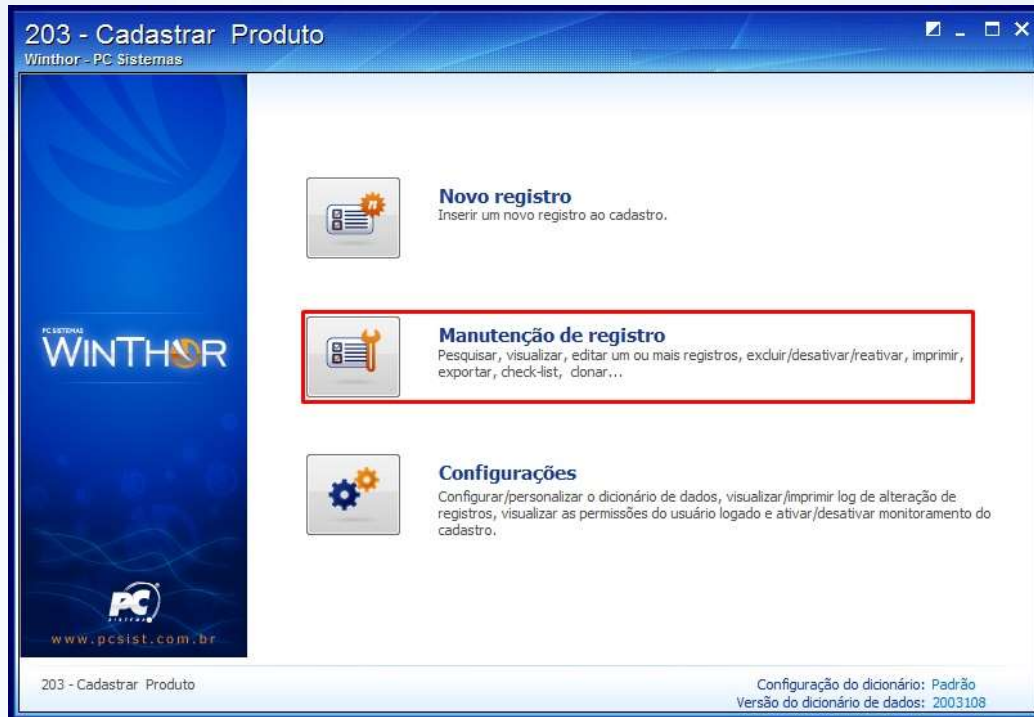 203 - Cadastrar Produto
Winthor - PC Sistemas
Novo registro
Inserir um novo registro ao cadastro.
Manutenção de registro
Pesquisar, visualizar, editar um ou mais registros, excluir/desativar/reativar, imprimir,
exportar, check-list, clonar...
PC SISTEMAS
WINTHOR
Configurações
Configurar/personalizar o dicionário de dados, visualizar/imprimir log de alteração de
registros, visualizar as permissões do usuário logado e ativar/desativar monitoramento do
cadastro.
PC
SISTEMAS
www.pcsist.com.br
203 - Cadastrar Produto
Configuração do dicionário: Padrão
Versão do dicionário de dados: 2003108